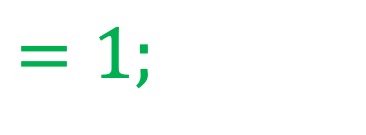 = 1;